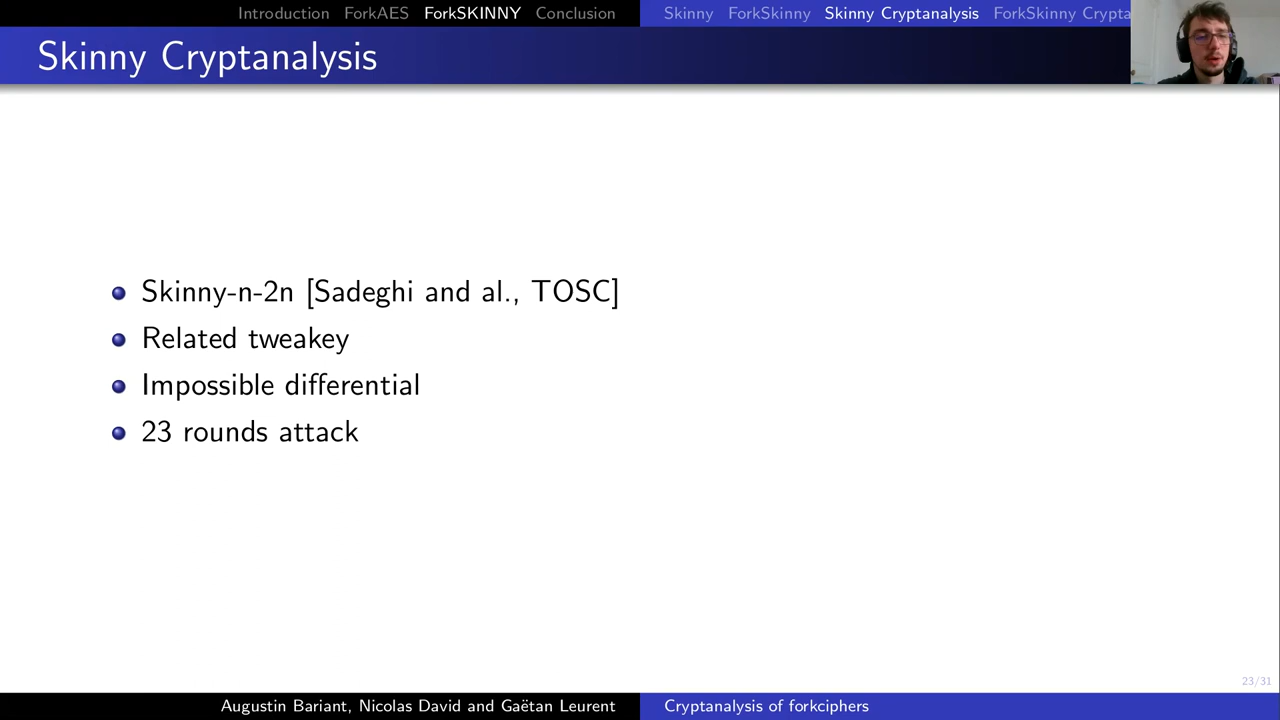 Introduction ForkAES ForkSKINNY Conclusion Skinny ForkSkinny Skinny Cryptanalysis ForkSkinny Crypta
Skinny Cryptanalysis
Skinny-n-2n [Sadeghi and al., TOSC]
Related tweakey
Impossible differential
23 rounds attack
23/31
Augustin Bariant, Nicolas David and Gaëtan Leurent Cryptanalysis of forkciphers